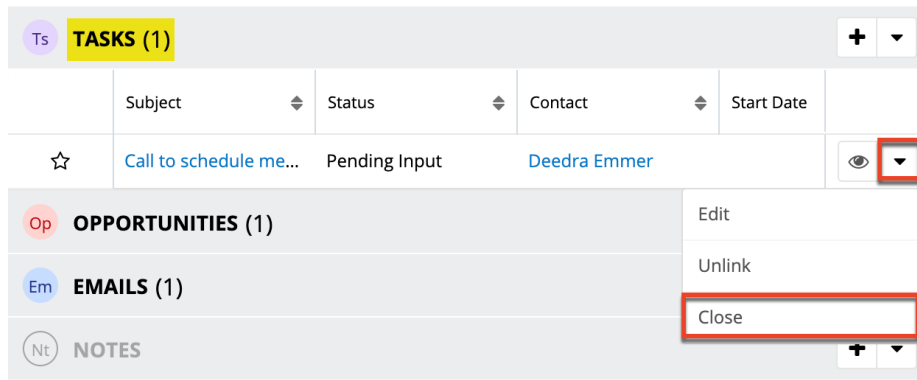 Ts TASKS (1)
Subject Status Contact Start Date
Call to schedule me... Pending Input Deedra Emmer
Op OPPORTUNITIES (1)
Edit
Unlink
Em EMAILS (1)
Close
Nt NOTES